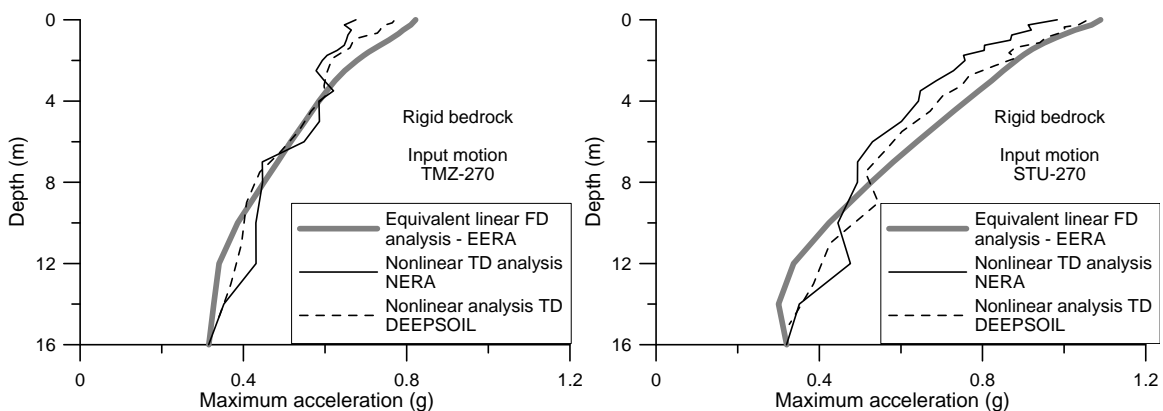 0
4
8
12
16
Depth (m)
Rigid bedrock
Input motion
TMZ-270
Equivalent linear FD
analysis - EERA
Nonlinear TD analysis
NERA
Nonlinear analysis TD
DEEPSOIL
0 0.4 0.8 1.2
Maximum acceleration (g)
0
4
8
12
16
Depth (m)
Rigid bedrock
Input motion
STU-270
Equivalent linear FD
analysis - EERA
Nonlinear TD analysis
NERA
Nonlinear analysis TD
DEEPSOIL
0 0.4 0.8 1.2
Maximum acceleration (g)